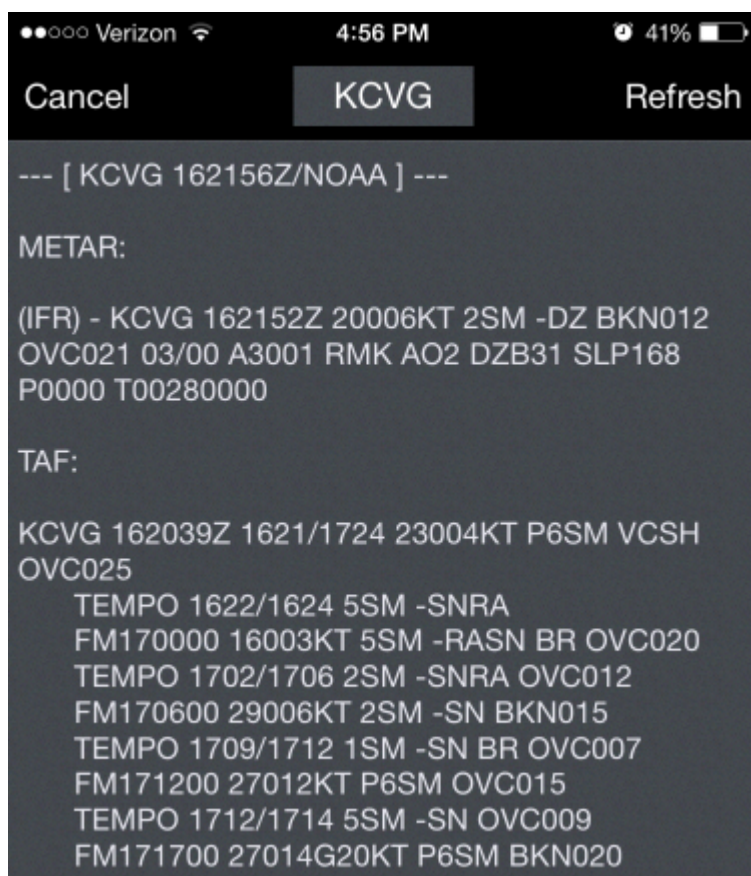 Verizon 4:56 PM 41%
Cancel KCVG Refresh
--- [ KCVG 162156Z/NOAA ] ---
METAR:
(IFR) - KCVG 162152Z 20006KT 2SM -DZ BKN012
OVC021 03/00 A3001 RMK AO2 DZB31 SLP168
P0000 T00280000
TAF:
KCVG 162039Z 1621/1724 23004KT P6SM VCSH
OVC025
TEMPO 1622/1624 5SM -SNRA
FM170000 16003KT 5SM -RASN BR OVC020
TEMPO 1702/1706 2SM -SNRA OVC012
FM170600 29006KT 2SM -SN BKN015
TEMPO 1709/1712 1SM -SN BR OVC007
FM171200 27012KT P6SM OVC015
TEMPO 1712/1714 5SM -SN OVC009
FM171700 27014G20KT P6SM BKN020